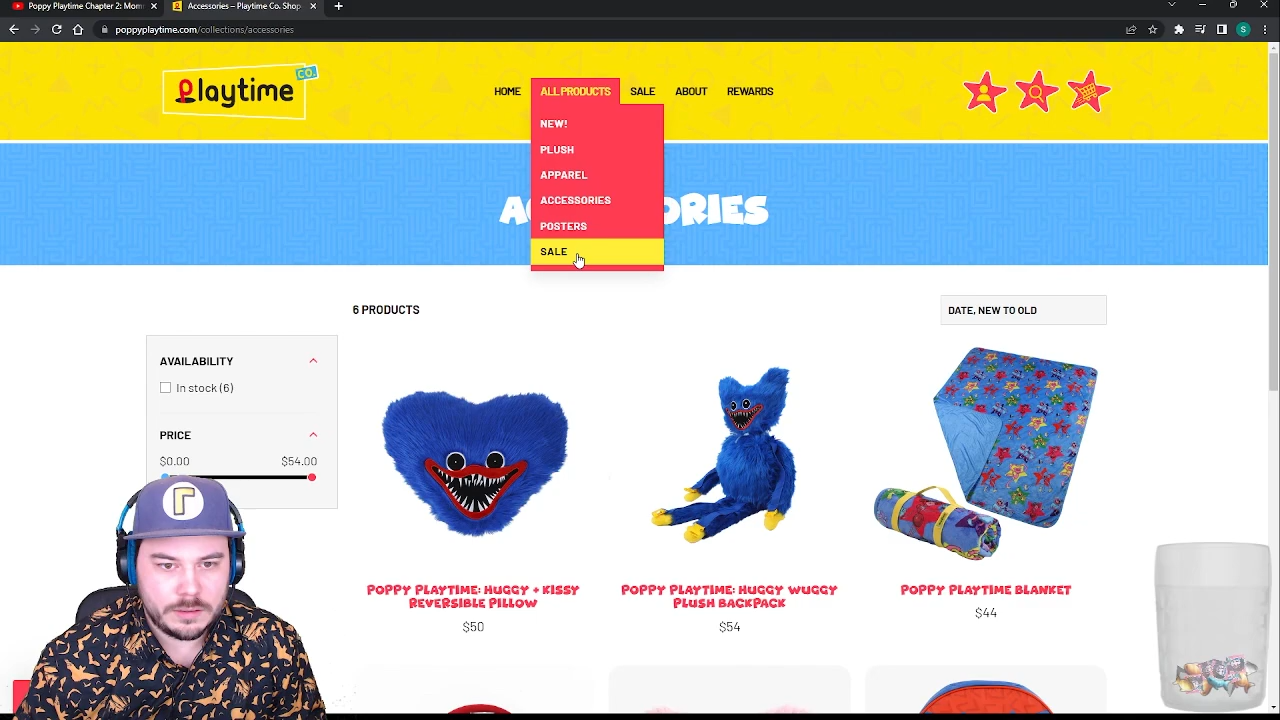 Poppy Playtime Chapter 2: Mom
Accessories – Playtime Co. Shop
poppyplaytime.com/collections/accessories
S
Playtime CO.
HOME
ALL PRODUCTS
SALE
ABOUT
REWARDS
NEW!
PLUSH
APPAREL
ACCESSORIES
POSTERS
SALE
6 PRODUCTS
DATE, NEW TO OLD
AVAILABILITY
In stock (6)
PRICE
$0.00 $54.00
POPPY PLAYTIME: HUGGY + KISSY
REVERSIBLE PILLOW
$50
POPPY PLAYTIME: HUGGY WUGGY
PLUSH BACKPACK
$54
POPPY PLAYTIME BLANKET
$44